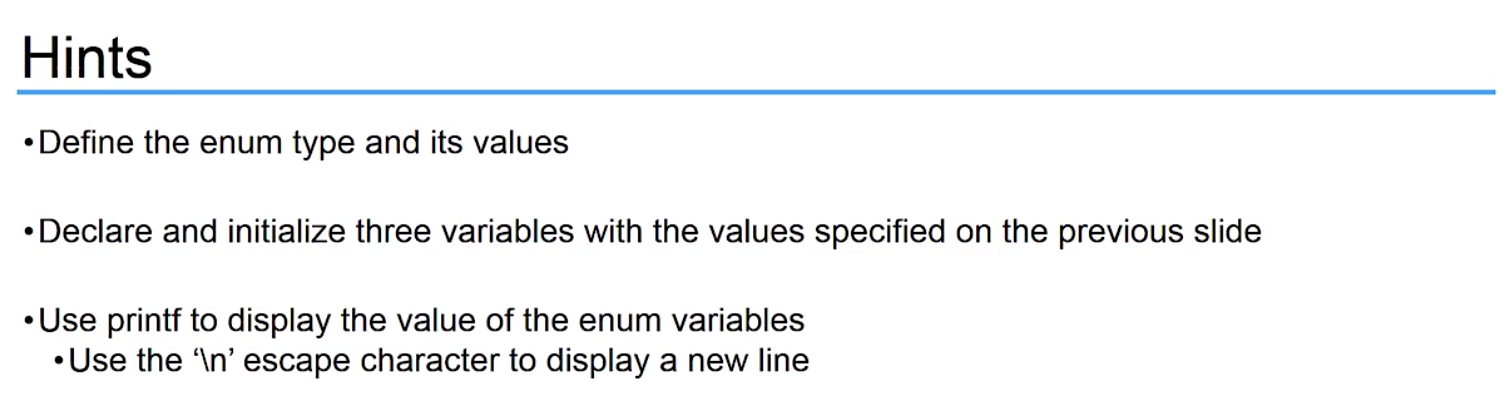 Hints
•Define the enum type and its values
•Declare and initialize three variables with the values specified on the previous slide
•Use printf to display the value of the enum variables
•Use the ‘\n’ escape character to display a new line